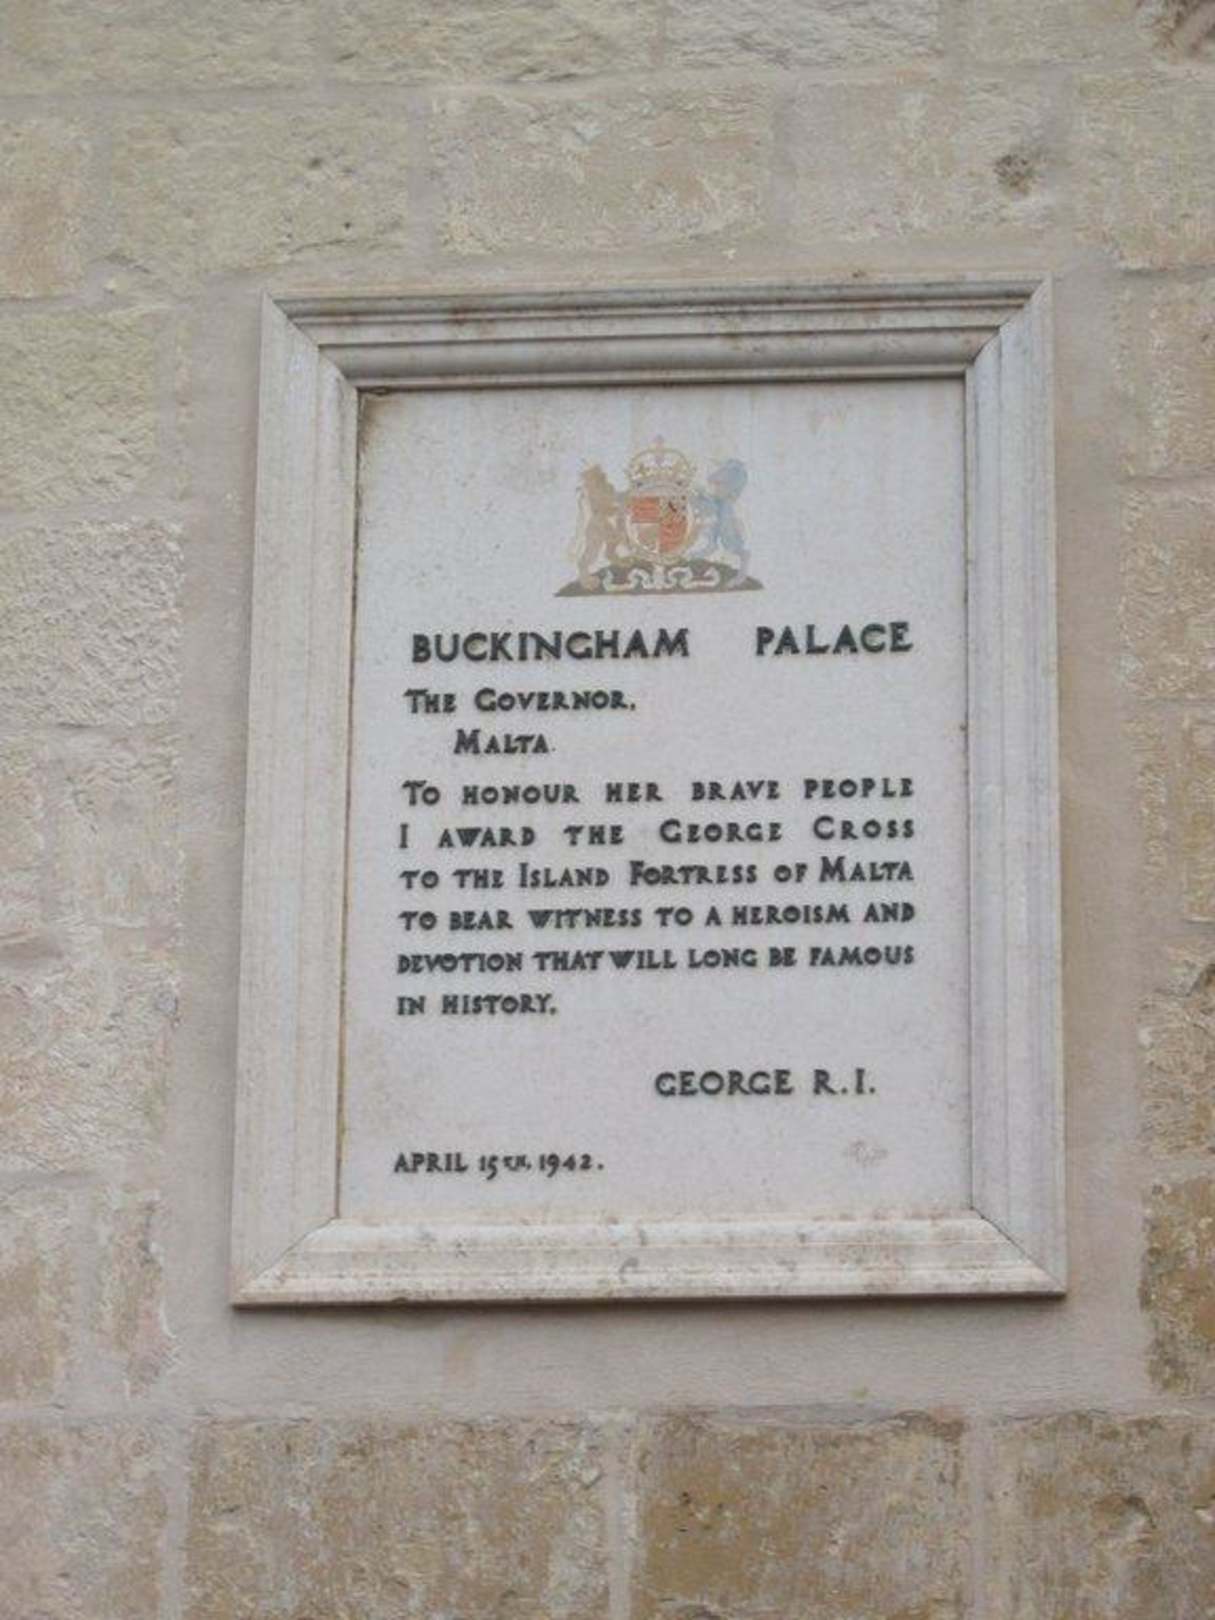 BUCKINGHAM PALACE
THE GOVERNOR,
MALTA.
TO HONOUR HER BRAVE PEOPLE
I AWARD THE GEORGE CROSS
TO THE ISLAND FORTRESS OF MALTA
TO BEAR WITNESS TO A HEROISM AND
DEVOTION THAT WILL LONG BE FAMOUS
IN HISTORY.
GEORGE R.I.
APRIL 15TH, 1942.